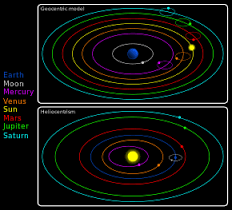 Geocentric model
Earth
Moon
Mercury
Venus
Sun
Mars
Jupiter
Saturn
Heliocentrism